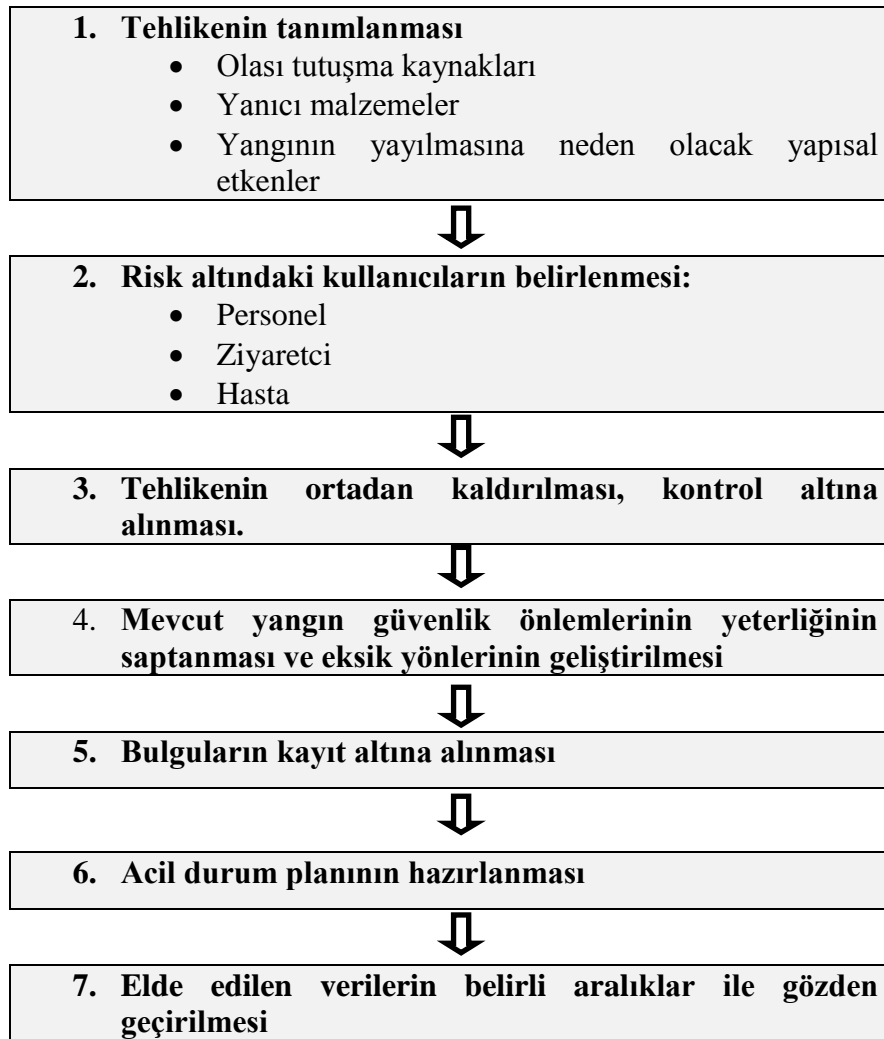 1. Tehlikenin tanımlanması
• Olası tutuşma kaynakları
• Yanıcı malzemeler
• Yangının yayılmasına neden olacak yapısal
etkenler
2. Risk altındaki kullanıcıların belirlenmesi:
• Personel
• Ziyaretci
• Hasta
3. Tehlikenin ortadan kaldırılması, kontrol altına
alınması.
4. Mevcut yangın güvenlik önlemlerinin yeterliğinin
saptanması ve eksik yönlerinin geliştirilmesi
5. Bulguların kayıt altına alınması
6. Acil durum planının hazırlanması
7. Elde edilen verilerin belirli aralıklar ile gözden
geçirilmesi